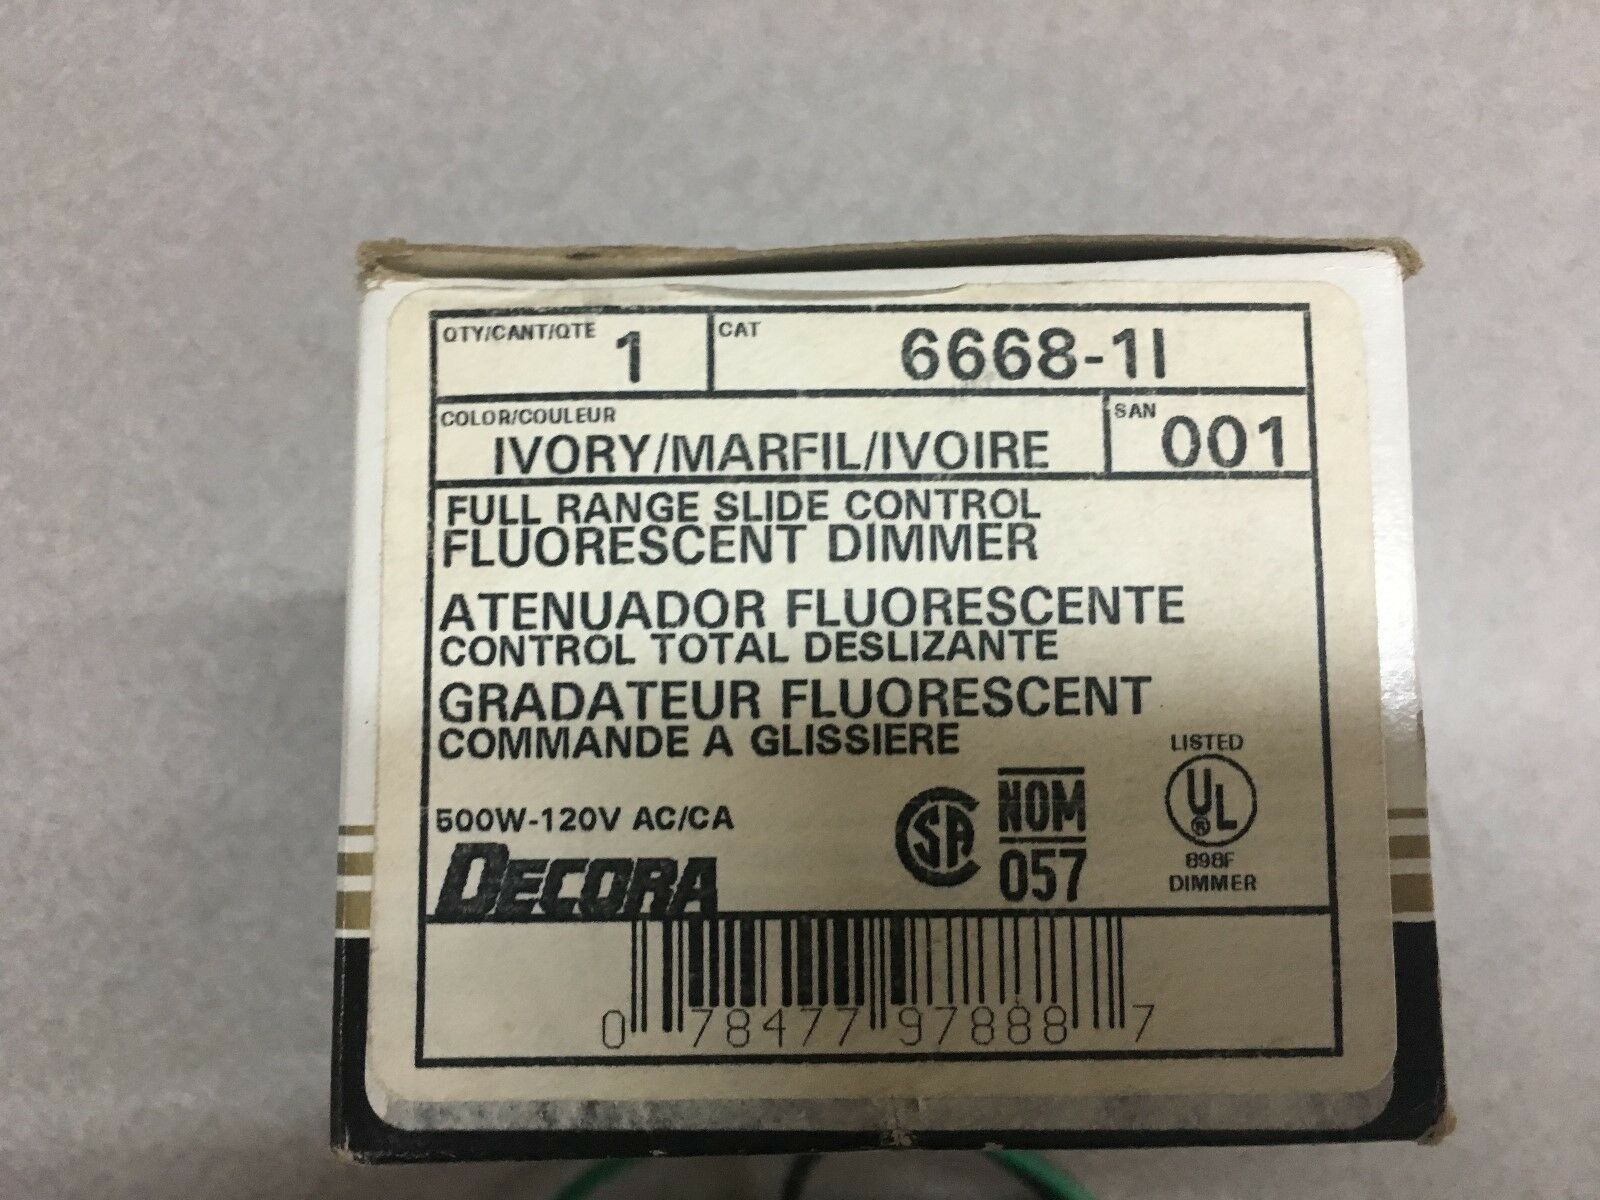 QTY/CANT/QTE 1 CAT 6668-1I
COLOR/COULEUR IVORY/MARFIL/IVOIRE SAN 001
FULL RANGE SLIDE CONTROL
FLUORESCENT DIMMER
ATENUADOR FLUORESCENTE
CONTROL TOTAL DESLIZANTE
GRADATEUR FLUORESCENT
COMMANDE A GLISSIERE
500W-120V AC/CA
DECORA
CSA
NOM
057
LISTED
UL®
898F
DIMMER
0 78477 97888 7